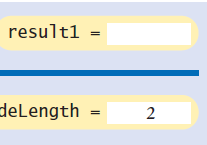 result1 =
deLength = 2